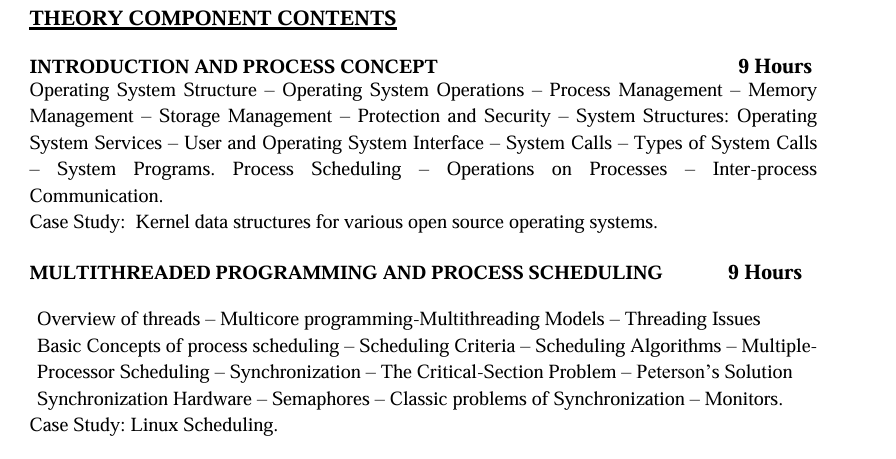 THEORY COMPONENT CONTENTS
INTRODUCTION AND PROCESS CONCEPT 9 Hours
Operating System Structure – Operating System Operations – Process Management – Memory
Management – Storage Management – Protection and Security – System Structures: Operating
System Services – User and Operating System Interface – System Calls – Types of System Calls
– System Programs. Process Scheduling – Operations on Processes – Inter-process
Communication.
Case Study: Kernel data structures for various open source operating systems.
MULTITHREADED PROGRAMMING AND PROCESS SCHEDULING 9 Hours
Overview of threads – Multicore programming-Multithreading Models – Threading Issues
Basic Concepts of process scheduling – Scheduling Criteria – Scheduling Algorithms – Multiple-
Processor Scheduling – Synchronization – The Critical-Section Problem – Peterson’s Solution
Synchronization Hardware – Semaphores – Classic problems of Synchronization – Monitors.
Case Study: Linux Scheduling.